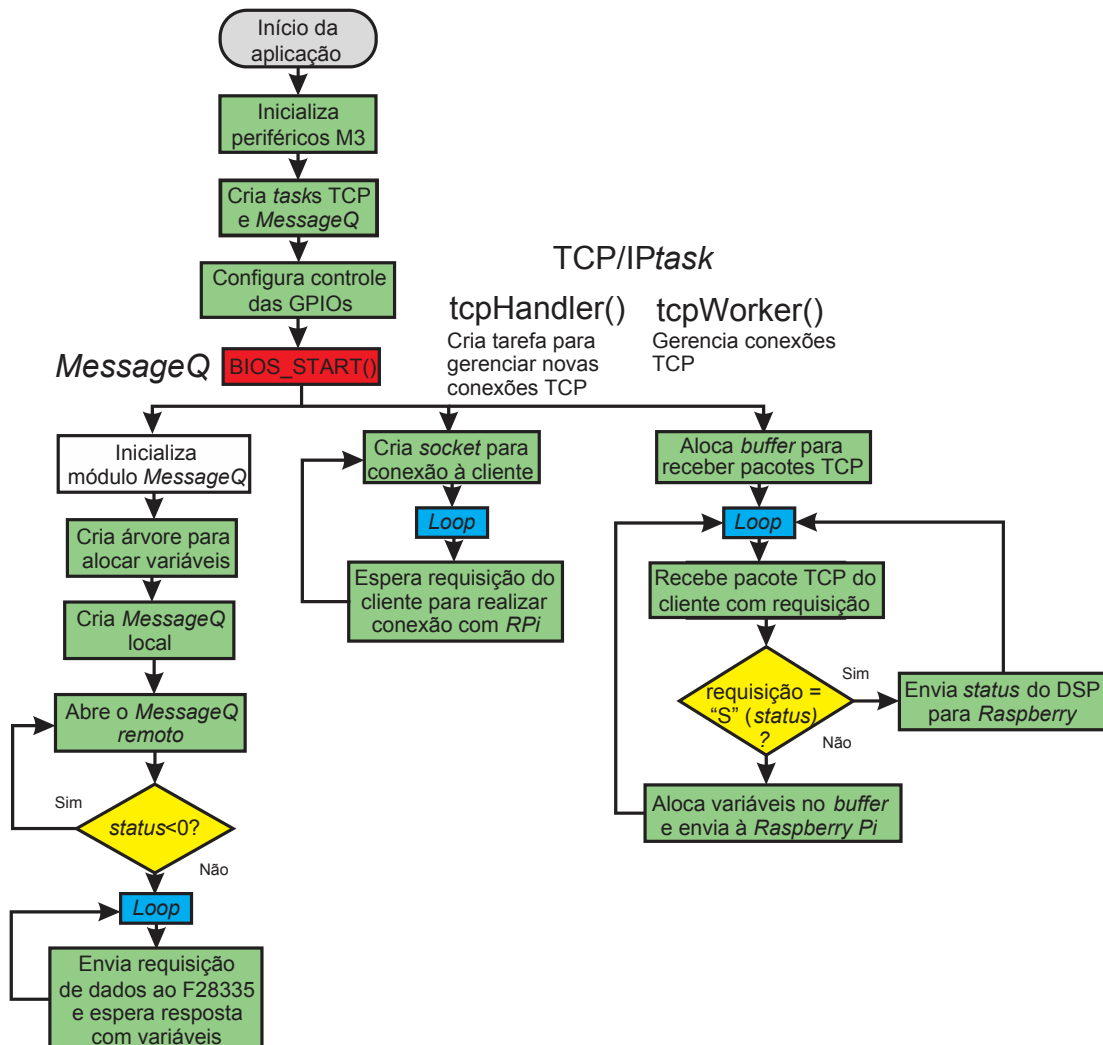 Início da
aplicação
Inicializa
periféricos M3
Cria tasks TCP
e MessageQ
Configura controle
das GPIOs
TCP/IPtask
tcpHandler()
Cria tarefa para
gerenciar novas
conexões TCP
tcpWorker()
Gerencia conexões
TCP
MessageQ
BIOS_START()
Inicializa
módulo MessageQ
Cria árvore para
alocar variáveis
Cria MessageQ
local
Abre o MessageQ
remoto
Sim
status<0?
Não
Loop
Envia requisição
de dados ao F28335
e espera resposta
com variáveis
Cria socket para
conexão à cliente
Loop
Espera requisição do
cliente para realizar
conexão com RPi
Aloca buffer para
receber pacotes TCP
Loop
Recebe pacote TCP do
cliente com requisição
requisição =
“S” (status)
?
Sim
Não
Envia status do DSP
para Raspberry
Aloca variáveis no buffer
e envia à Raspberry Pi